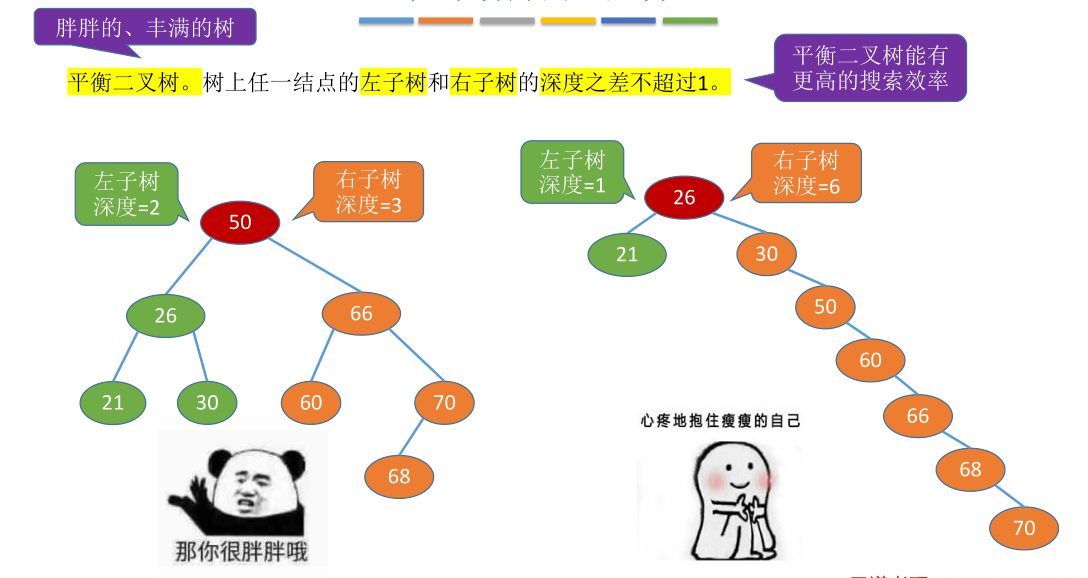 胖胖的、丰满的树
平衡二叉树。树上任一结点的左子树和右子树的深度之差不超过1。
平衡二叉树能有
更高的搜索效率
左子树
深度=2
右子树
深度=3
50
26
66
21
30
60
70
68
那你很胖胖哦
左子树
深度=1
右子树
深度=6
26
21
30
50
60
66
68
70
心疼地抱住瘦瘦的自己